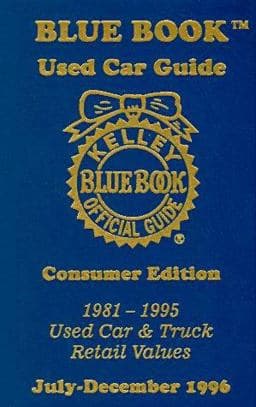 BLUE BOOK™
Used Car Guide
KELLEY
BLUE BOOK
OFFICIAL GUIDE
®
Consumer Edition
1981 – 1995
Used Car & Truck
Retail Values
July-December 1996